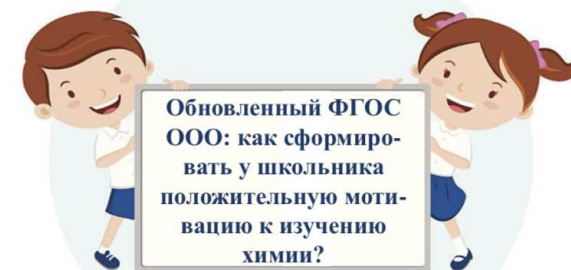 Обновленный ФГОС
ООО: как сформиро-
вать у школьника
положительную моти-
вацию к изучению
химии?